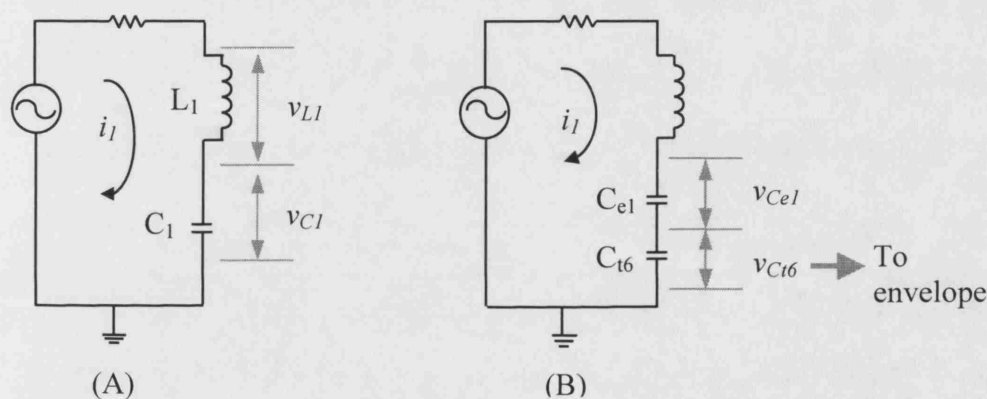 L1
i1
vL1
C1
vC1
(A)
i1
Ce1
vCe1
Ct6
vCt6
To
envelope
(B)